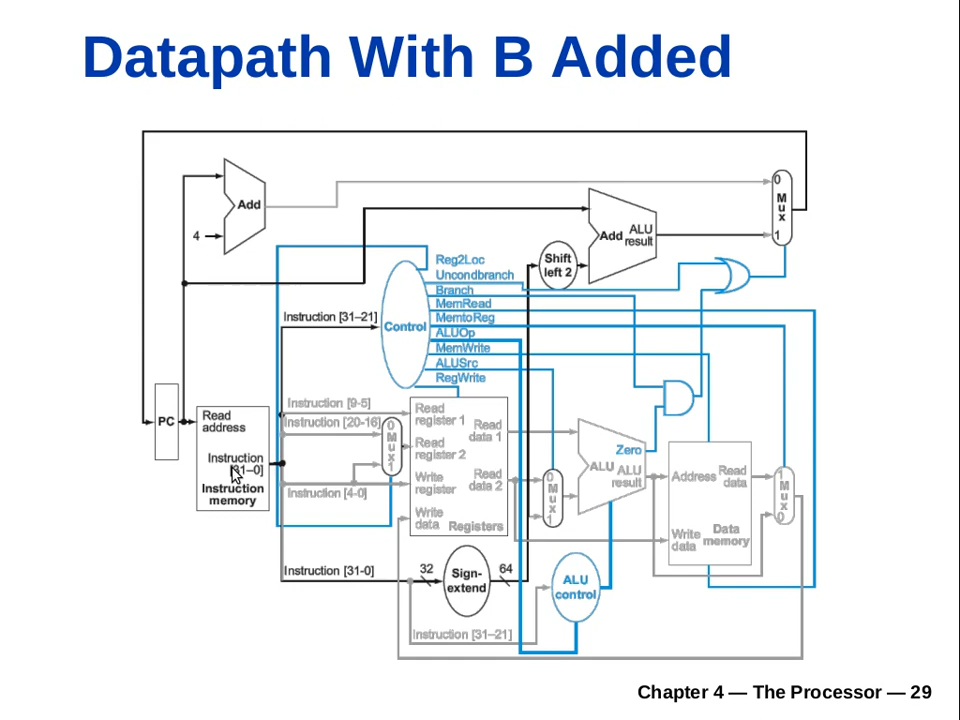 Datapath With B Added
Add
4
0
M
u
x
1
Add
ALU
result
Shift
left 2
Reg2Loc
Uncondbranch
Branch
MemRead
MemtoReg
ALUOp
MemWrite
ALUSrc
RegWrite
Control
Instruction [31–21]
PC
Read
address
Instruction
[31–0]
Instruction
memory
Instruction [9-5]
Instruction [20-16]
Instruction [4-0]
0
M
u
x
1
Read
register 1
Read
register 2
Write
register
Write
data
Read
data 1
Read
data 2
Registers
0
M
u
x
1
Zero
ALU
ALU
result
Address
Read
data
Write
data
Data
memory
1
M
u
x
0
Instruction [31-0]
32
Sign-
extend
64
ALU
control
Instruction [31–21]
Chapter 4 — The Processor — 29